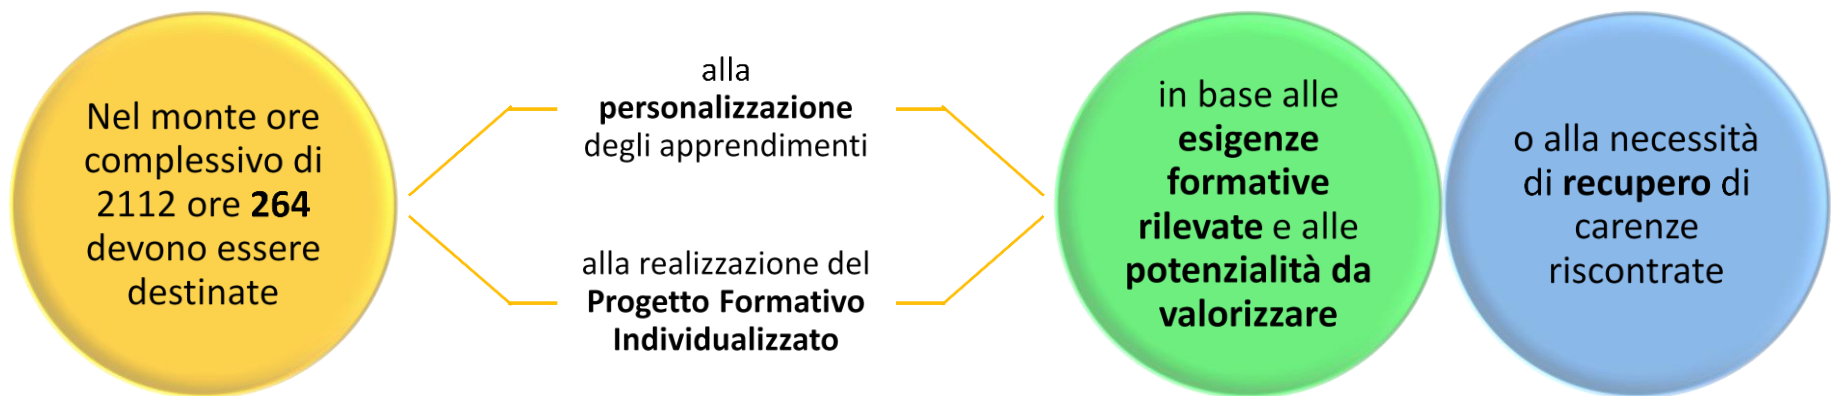 Nel monte ore
complessivo di
2112 ore 264
devono essere
destinate
alla
personalizzazione
degli apprendimenti
alla realizzazione del
Progetto Formativo
Individualizzato
in base alle
esigenze
formative
rilevate e alle
potenzialità da
valorizzare
o alla necessità
di recupero di
carenze
riscontrate